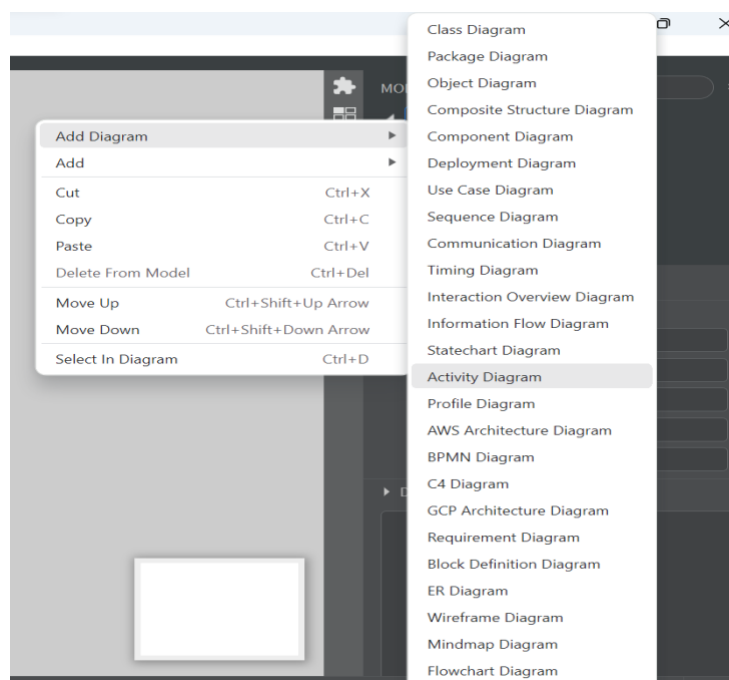 MO
Add Diagram
Add
Cut Ctrl+X
Copy Ctrl+C
Paste Ctrl+V
Delete From Model Ctrl+Del
Move Up Ctrl+Shift+Up Arrow
Move Down Ctrl+Shift+Down Arrow
Select In Diagram Ctrl+D
Class Diagram
Package Diagram
Object Diagram
Composite Structure Diagram
Component Diagram
Deployment Diagram
Use Case Diagram
Sequence Diagram
Communication Diagram
Timing Diagram
Interaction Overview Diagram
Information Flow Diagram
Statechart Diagram
Activity Diagram
Profile Diagram
AWS Architecture Diagram
BPMN Diagram
C4 Diagram
GCP Architecture Diagram
Requirement Diagram
Block Definition Diagram
ER Diagram
Wireframe Diagram
Mindmap Diagram
Flowchart Diagram